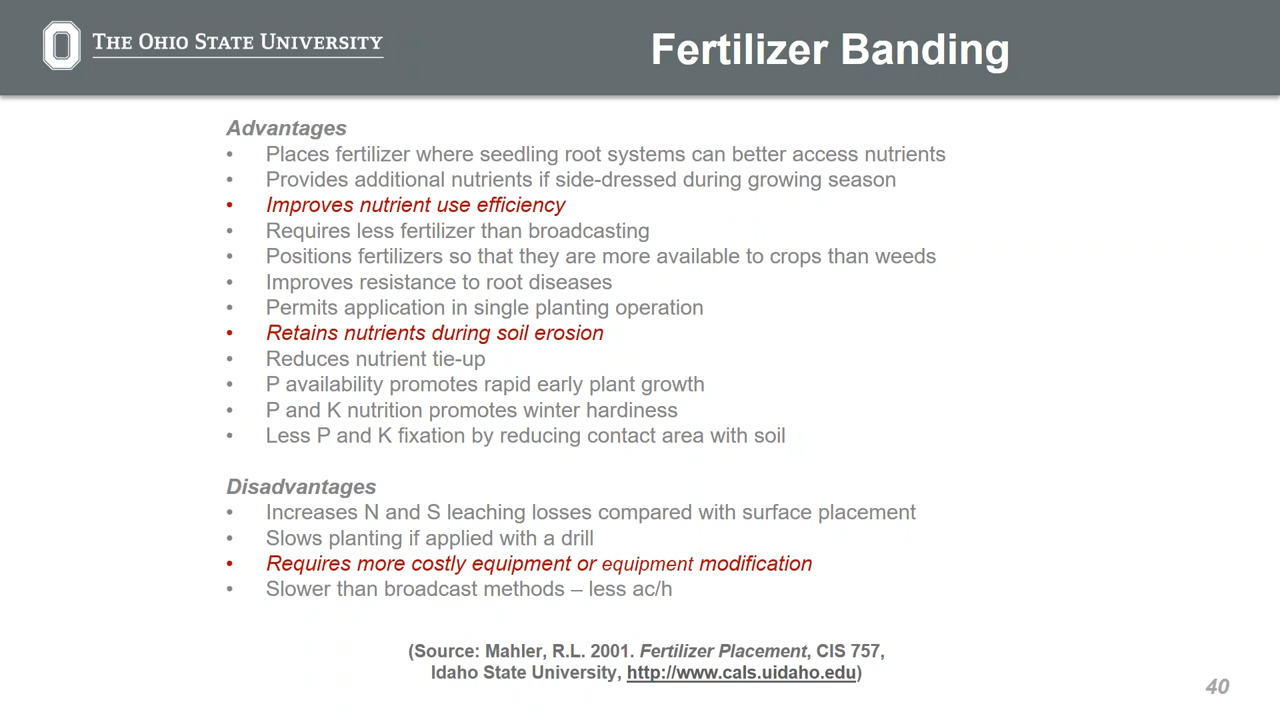 THE OHIO STATE UNIVERSITY
Fertilizer Banding
Advantages
• Places fertilizer where seedling root systems can better access nutrients
• Provides additional nutrients if side-dressed during growing season
• Improves nutrient use efficiency
• Requires less fertilizer than broadcasting
• Positions fertilizers so that they are more available to crops than weeds
• Improves resistance to root diseases
• Permits application in single planting operation
• Retains nutrients during soil erosion
• Reduces nutrient tie-up
• P availability promotes rapid early plant growth
• P and K nutrition promotes winter hardiness
• Less P and K fixation by reducing contact area with soil
Disadvantages
• Increases N and S leaching losses compared with surface placement
• Slows planting if applied with a drill
• Requires more costly equipment or equipment modification
• Slower than broadcast methods – less ac/h
(Source: Mahler, R.L. 2001. Fertilizer Placement, CIS 757,
Idaho State University, http://www.cals.uidaho.edu)
40